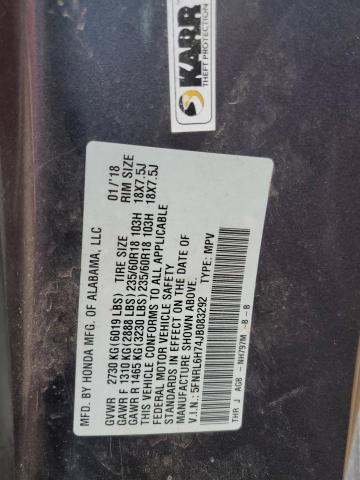 KARR
THEFT PROTECTION
MFD. BY HONDA MFG. OF ALABAMA, LLC 01/'18
GVWR 2730 KG(6019 LBS) TIRE SIZE RIM SIZE
GAWR F 1310 KG(2888 LBS)235/60R18 103H 18X7.5J
GAWR R 1465 KG(3230 LBS)235/60R18 103H 18X7.5J
THIS VEHICLE CONFORMS TO ALL APPLICABLE
FEDERAL MOTOR VEHICLE SAFETY
STANDARDS IN EFFECT ON THE DATE OF
MANUFACTURE SHOWN ABOVE.
V.I.N.: 5FNRL6H74JB083292 TYPE: MPV
THR J AGB - NH797M -B - B